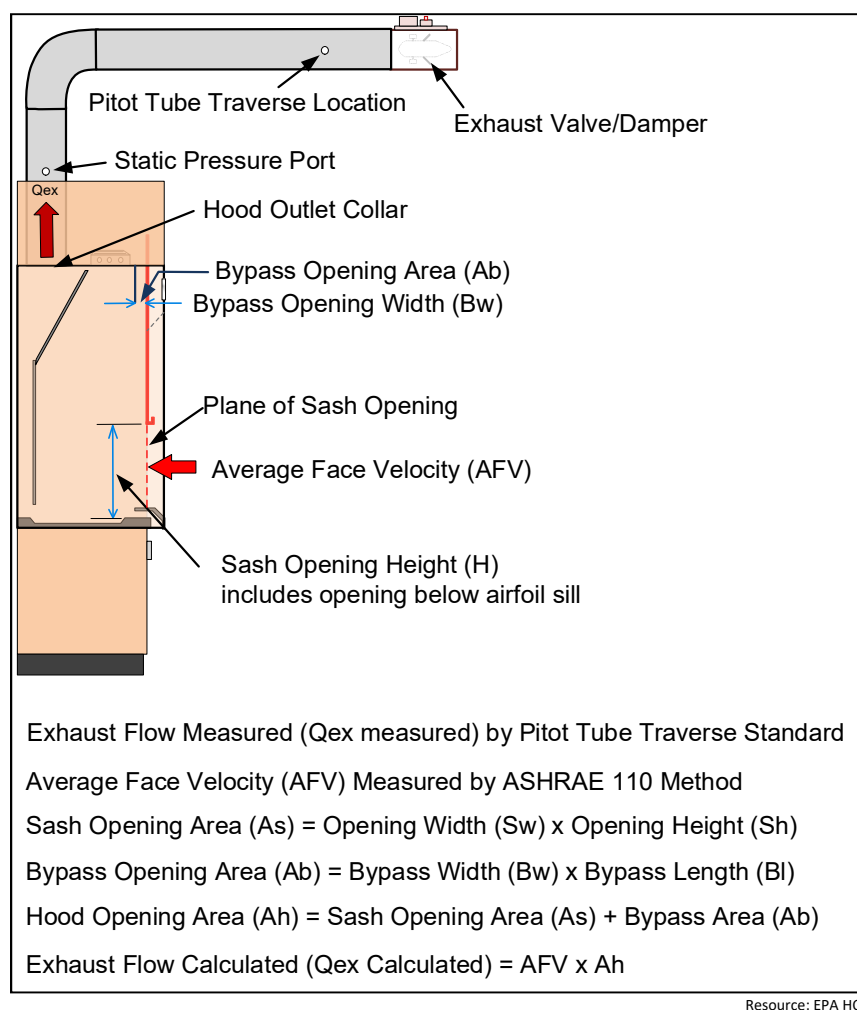 Pitot Tube Traverse Location
Exhaust Valve/Damper
Static Pressure Port
Qex
Hood Outlet Collar
Bypass Opening Area (Ab)
Bypass Opening Width (Bw)
Plane of Sash Opening
Average Face Velocity (AFV)
Sash Opening Height (H)
includes opening below airfoil sill
Exhaust Flow Measured (Qex measured) by Pitot Tube Traverse Standard
Average Face Velocity (AFV) Measured by ASHRAE 110 Method
Sash Opening Area (As) = Opening Width (Sw) x Opening Height (Sh)
Bypass Opening Area (Ab) = Bypass Width (Bw) x Bypass Length (Bl)
Hood Opening Area (Ah) = Sash Opening Area (As) + Bypass Area (Ab)
Exhaust Flow Calculated (Qex Calculated) = AFV x Ah
Resource: EPA HQ